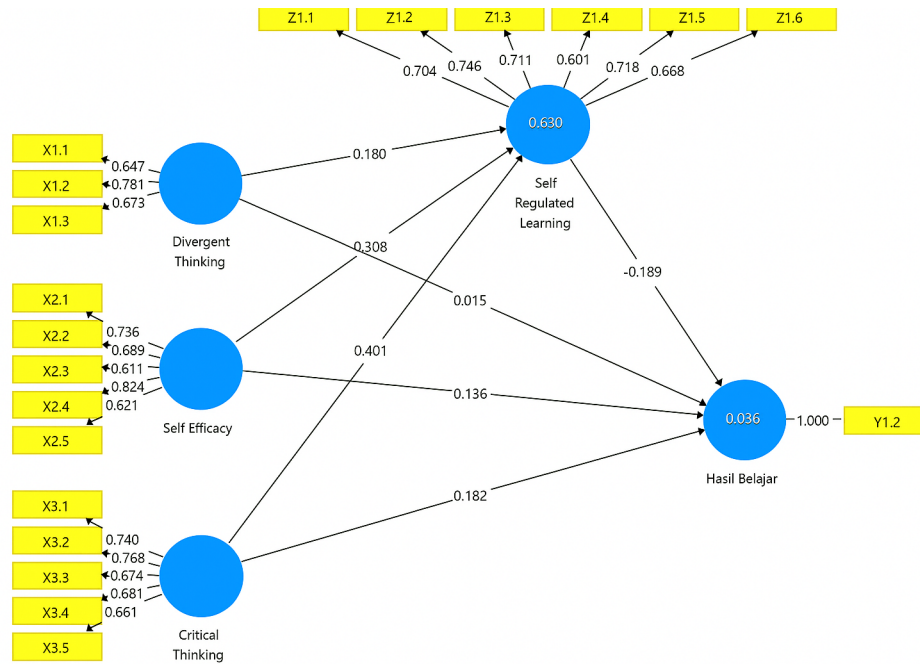 Z1.1 Z1.2 Z1.3 Z1.4 Z1.5 Z1.6
0.704 0.746 0.711 0.601 0.718 0.668
0.630
Self
Regulated
Learning
X1.1
X1.2
X1.3
0.647
0.781
0.673
Divergent
Thinking
0.180
0.308
0.015
0.401
-0.189
X2.1
X2.2
X2.3
X2.4
X2.5
0.736
0.689
0.611
0.824
0.621
Self Efficacy
0.136
0.036
1.000
Y1.2
Hasil Belajar
0.182
X3.1
X3.2
X3.3
X3.4
X3.5
0.740
0.768
0.674
0.681
0.661
Critical
Thinking